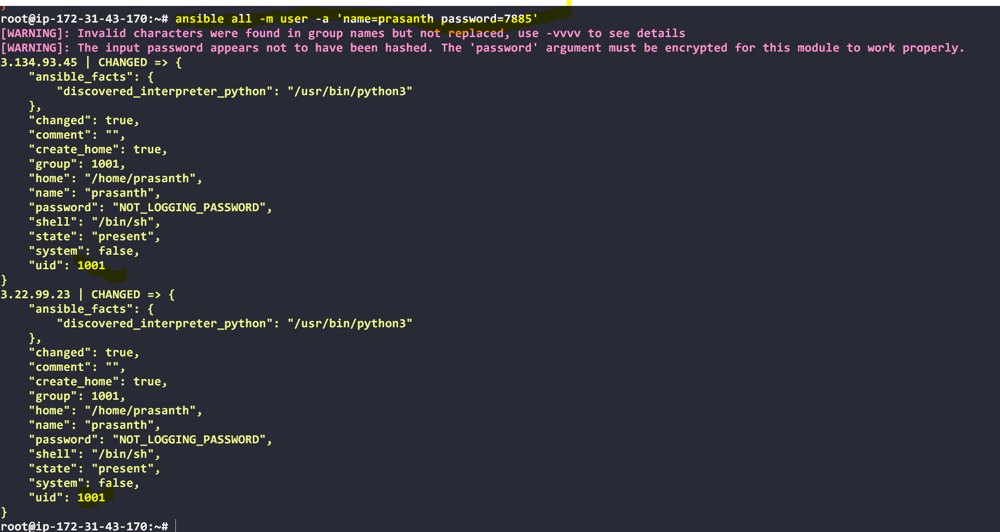 }
root@ip-172-31-43-170:~# ansible all -m user -a 'name=prasanth password=7885'
[WARNING]: Invalid characters were found in group names but not replaced, use -vvvv to see details
[WARNING]: The input password appears not to have been hashed. The 'password' argument must be encrypted for this module to work properly.
3.134.93.45 | CHANGED => {
    "ansible_facts": {
        "discovered_interpreter_python": "/usr/bin/python3"
    },
    "changed": true,
    "comment": "",
    "create_home": true,
    "group": 1001,
    "home": "/home/prasanth",
    "name": "prasanth",
    "password": "NOT_LOGGING_PASSWORD",
    "shell": "/bin/sh",
    "state": "present",
    "system": false,
    "uid": 1001
}
3.22.99.23 | CHANGED => {
    "ansible_facts": {
        "discovered_interpreter_python": "/usr/bin/python3"
    },
    "changed": true,
    "comment": "",
    "create_home": true,
    "group": 1001,
    "home": "/home/prasanth",
    "name": "prasanth",
    "password": "NOT_LOGGING_PASSWORD",
    "shell": "/bin/sh",
    "state": "present",
    "system": false,
    "uid": 1001
}
root@ip-172-31-43-170:~#